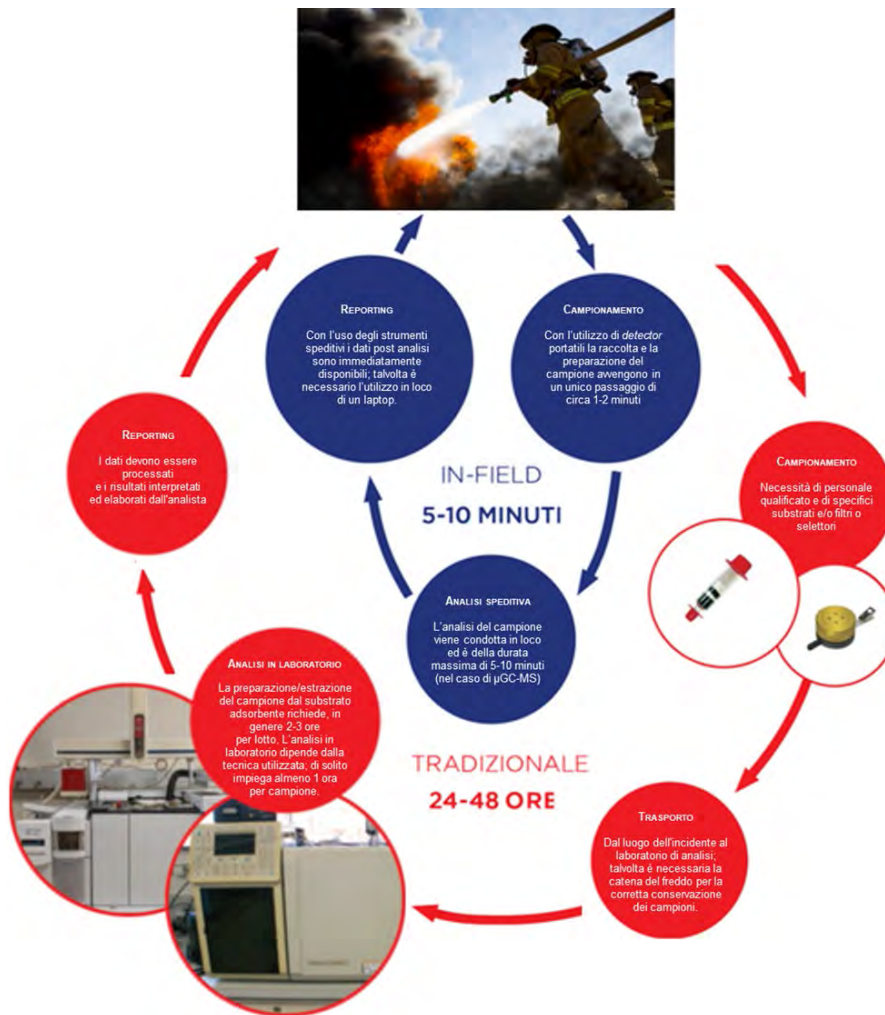 REPORTING
Con l'uso degli strumenti
speditivi i dati post analisi
sono immediatamente
disponibili; talvolta è
necessario l'utilizzo in loco
di un laptop.
CAMPIONAMENTO
Con l'utilizzo di detector
portatili la raccolta e la
preparazione del
campione avvengono in
un unico passaggio di
circa 1-2 minuti
REPORTING
I dati devono essere
processati
e i risultati interpretati
ed elaborati dall'analista
IN-FIELD
5-10 MINUTI
CAMPIONAMENTO
Necessità di personale
qualificato e di specifici
substrati e/o filtri o
selettori
ANALISI SPEDITIVA
L'analisi del campione
viene condotta in loco
ed é della durata
massima di 5-10 minuti
(nel caso di µGC-MS)
ANALISI IN LABORATORIO
La preparazione/estrazione
del campione dal substrato
adsorbente richiede, in
genere 2-3 ore
per lotto. L'analisi in
laboratorio dipende dalla
tecnica utilizzata; di solito
impiega almeno 1 ora
per campione.
TRADIZIONALE
24-48 ORE
TRASPORTO
Dal luogo dell'incidente al
laboratorio di analisi;
talvolta é necessaria la
catena del freddo per la
corretta conservazione
dei campioni.